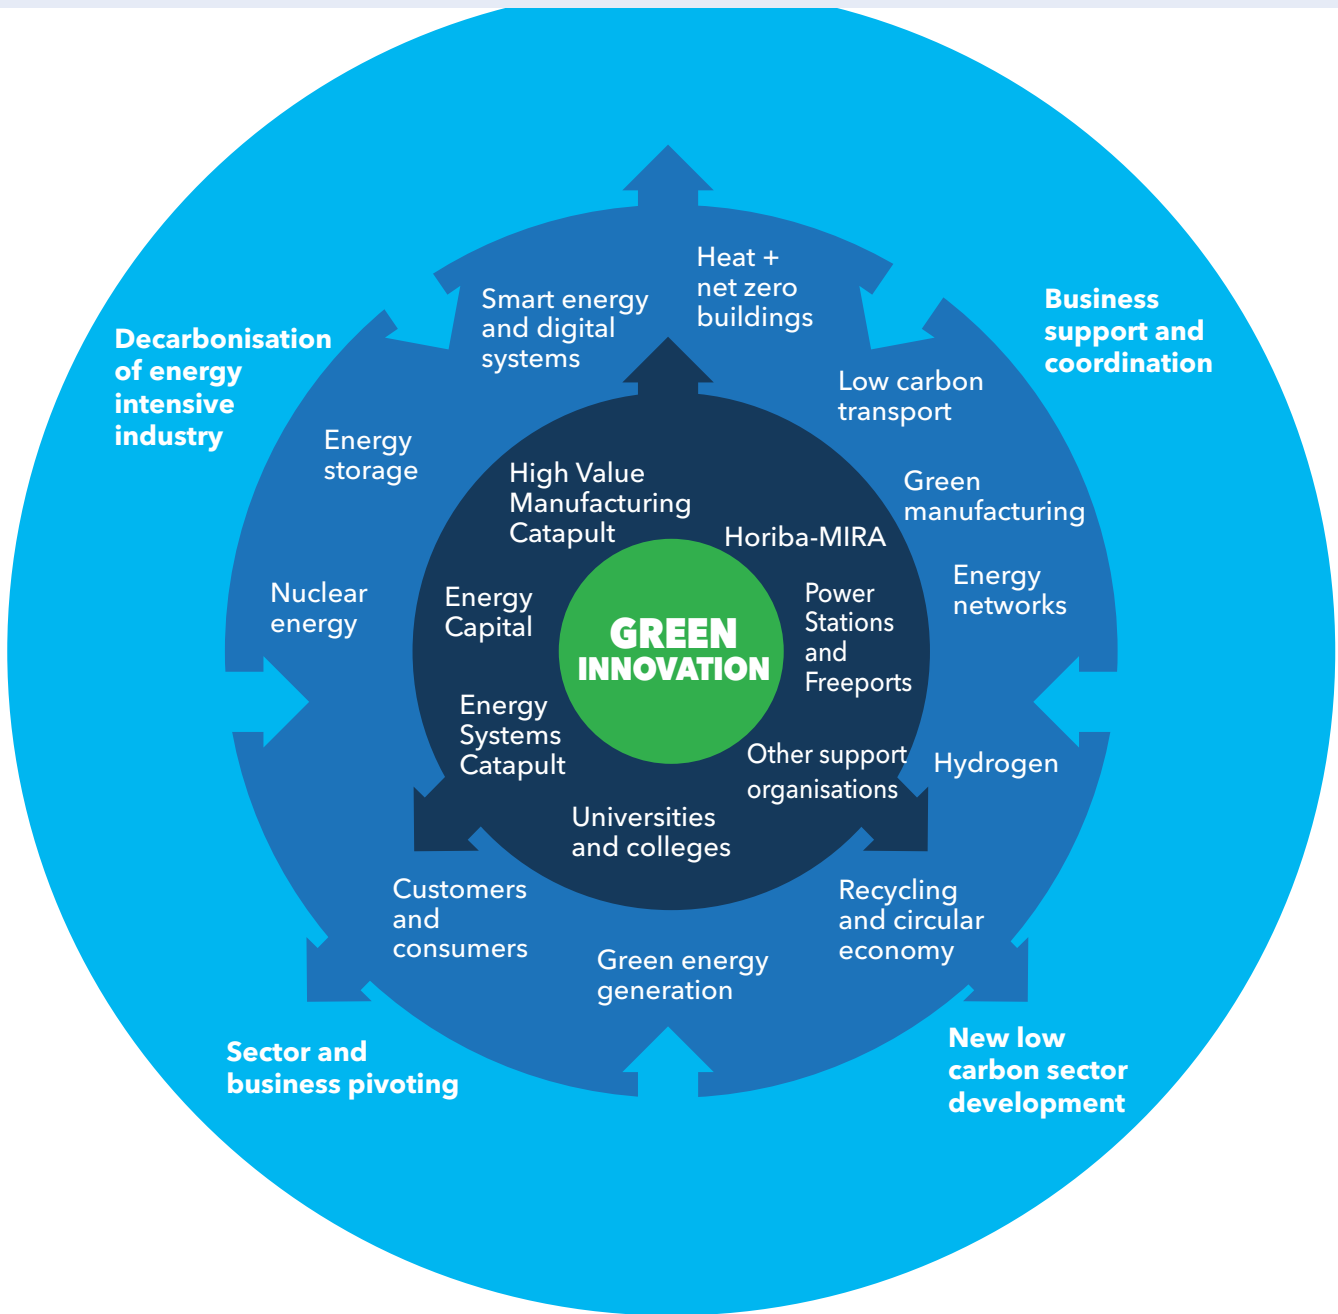 Heat +
net zero
buildings
Smart energy
and digital
systems
Business
support and
coordination
Decarbonisation
of energy
intensive
industry
Low carbon
transport
Energy
storage
High Value
Manufacturing
Catapult
Green
manufacturing
Horiba-MIRA
Energy
networks
Nuclear
energy
Energy
Capital
Power
Stations
and
Freeports
GREEN
INNOVATION
Energy
Systems
Catapult
Other support
organisations
Hydrogen
Universities
and colleges
Customers
and
consumers
Recycling
and circular
economy
Green energy
generation
Sector and
business pivoting
New low
carbon sector
development